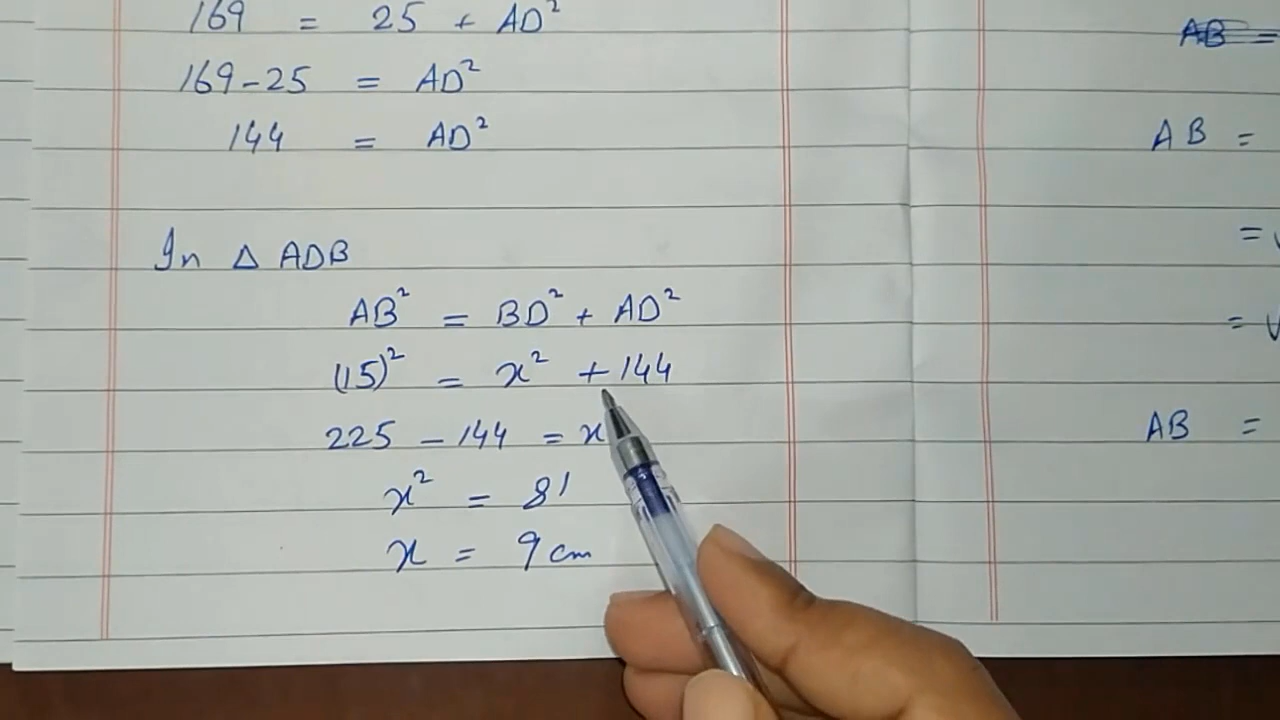 169 = 25 + AD²
169 - 25 = AD²
144 = AD²
In Δ ADB
AB² = BD² + AD²
(15)² = x² + 144
225 - 144 = x
x² = 81
x = 9 cm
AB =
AB =
= √
= √
AB =